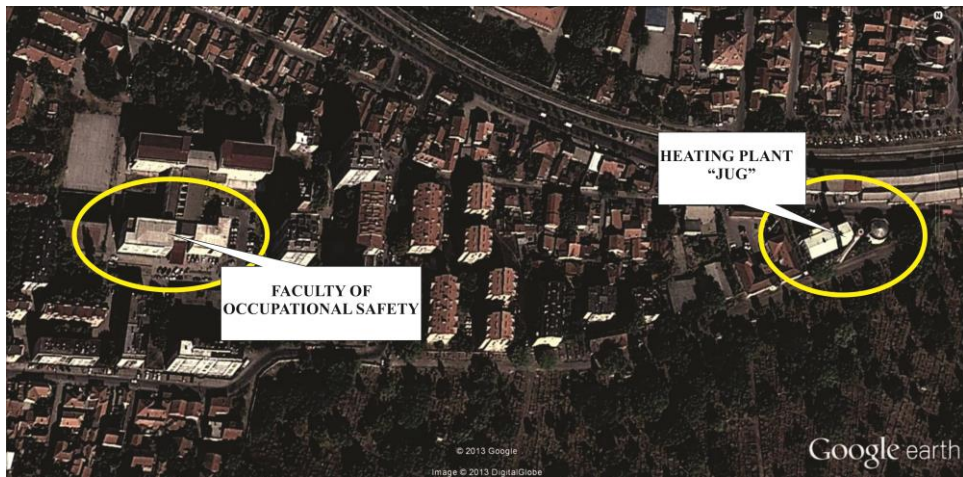 HEATING PLANT
“JUG”
FACULTY OF
OCCUPATIONAL SAFETY
© 2013 Google
Image © 2013 DigitalGlobe
Google earth
N